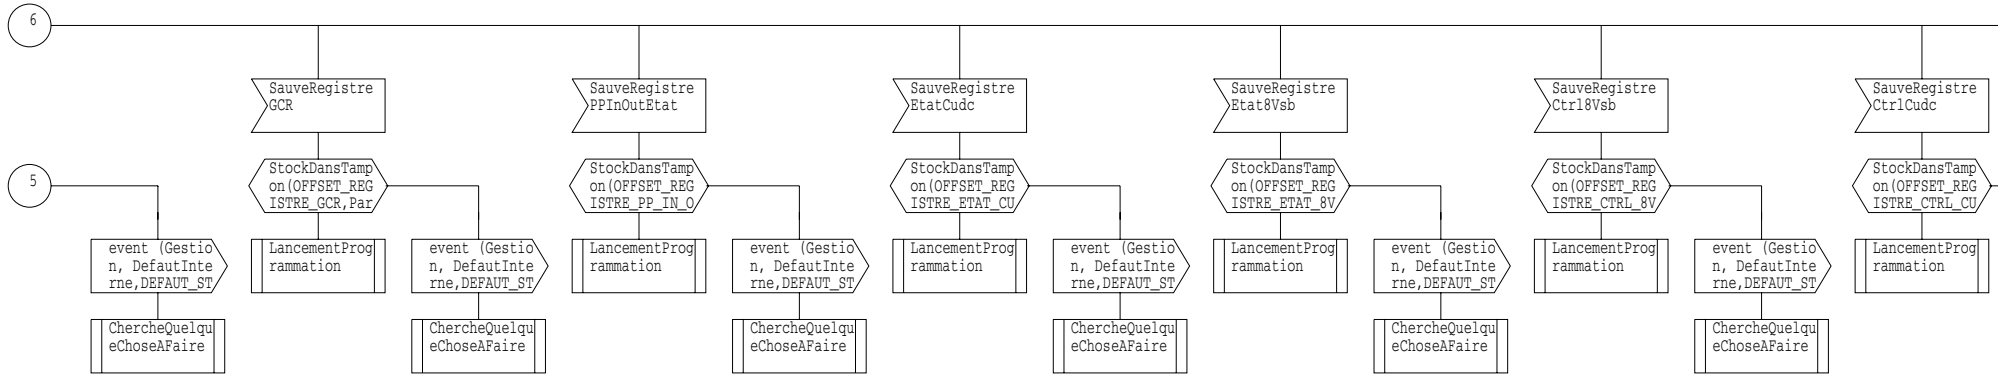 6
SauveRegistre
GCR
SauveRegistre
PPInOutEtat
SauveRegistre
EtatCudc
SauveRegistre
Etat8Vsb
SauveRegistre
Ctrl8Vsb
SauveRegistre
CtrlCudc
5
StockDansTamp
on(OFFSET_REG
ISTRE_GCR,Par
StockDansTamp
on(OFFSET_REG
ISTRE_PP_IN_O
StockDansTamp
on(OFFSET_REG
ISTRE_ETAT_CU
StockDansTamp
on(OFFSET_REG
ISTRE_ETAT_8V
StockDansTamp
on(OFFSET_REG
ISTRE_CTRL_8V
StockDansTamp
on(OFFSET_REG
ISTRE_CTRL_CU
event (Gestio
n, DefautInte
rne,DEFAUT_ST
LancementProg
rammation
event (Gestio
n, DefautInte
rne,DEFAUT_ST
LancementProg
rammation
event (Gestio
n, DefautInte
rne,DEFAUT_ST
LancementProg
rammation
event (Gestio
n, DefautInte
rne,DEFAUT_ST
LancementProg
rammation
event (Gestio
n, DefautInte
rne,DEFAUT_ST
LancementProg
rammation
event (Gestio
n, DefautInte
rne,DEFAUT_ST
LancementProg
rammation
ChercheQuelqu
eChoseAFaire
ChercheQuelqu
eChoseAFaire
ChercheQuelqu
eChoseAFaire
ChercheQuelqu
eChoseAFaire
ChercheQuelqu
eChoseAFaire
ChercheQuelqu
eChoseAFaire